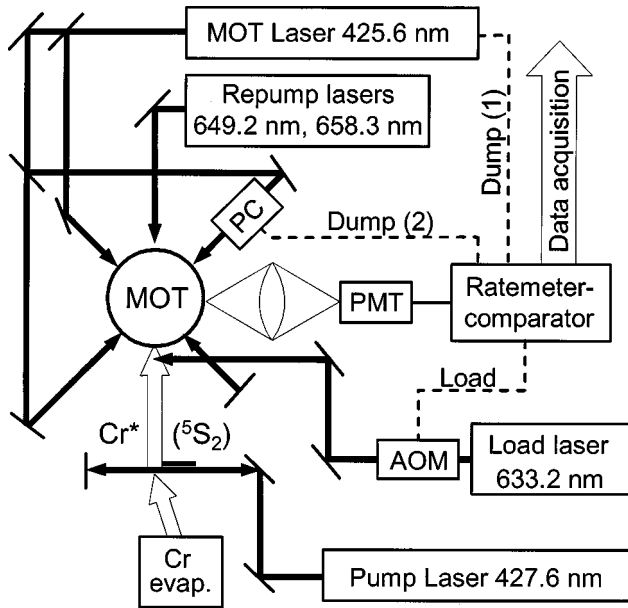 MOT Laser 425.6 nm
Repump lasers
649.2 nm, 658.3 nm
Dump (1)
Data acquisition
PC
Dump (2)
MOT
PMT
Ratemeter-
comparator
Load
Cr* (⁵S₂)
AOM
Load laser
633.2 nm
Cr
evap.
Pump Laser 427.6 nm